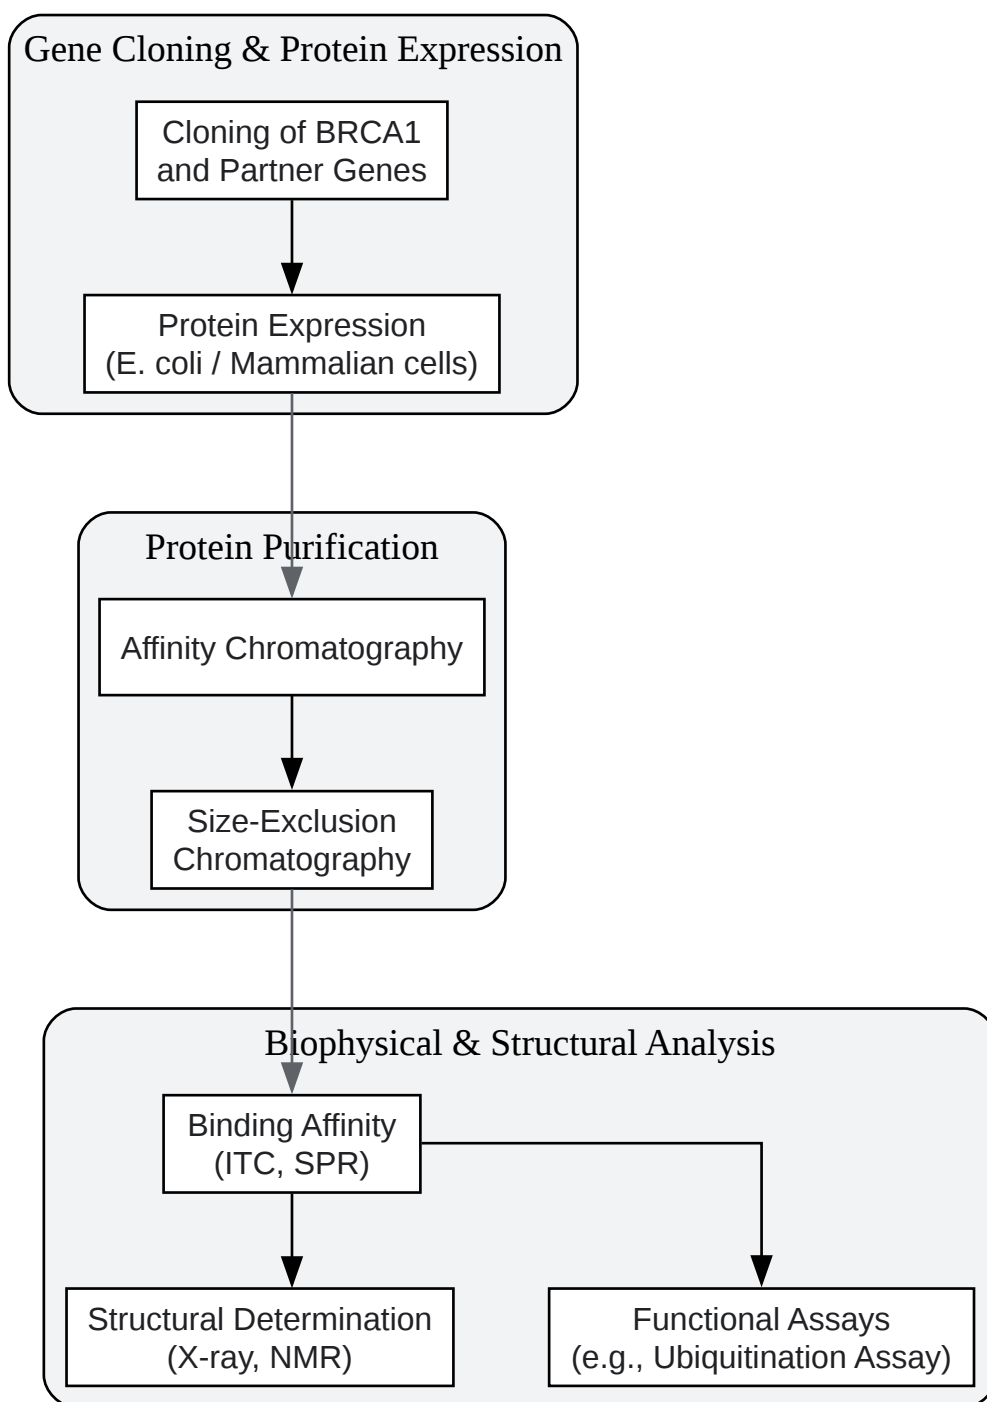 Gene Cloning & Protein Expression
Cloning of BRCA1
and Partner Genes
Protein Expression
(E. coli / Mammalian cells)
Protein Purification
Affinity Chromatography
Size-Exclusion
Chromatography
Biophysical & Structural Analysis
Binding Affinity
(ITC, SPR)
Structural Determination
(X-ray, NMR)
Functional Assays
(e.g., Ubiquitination Assay)